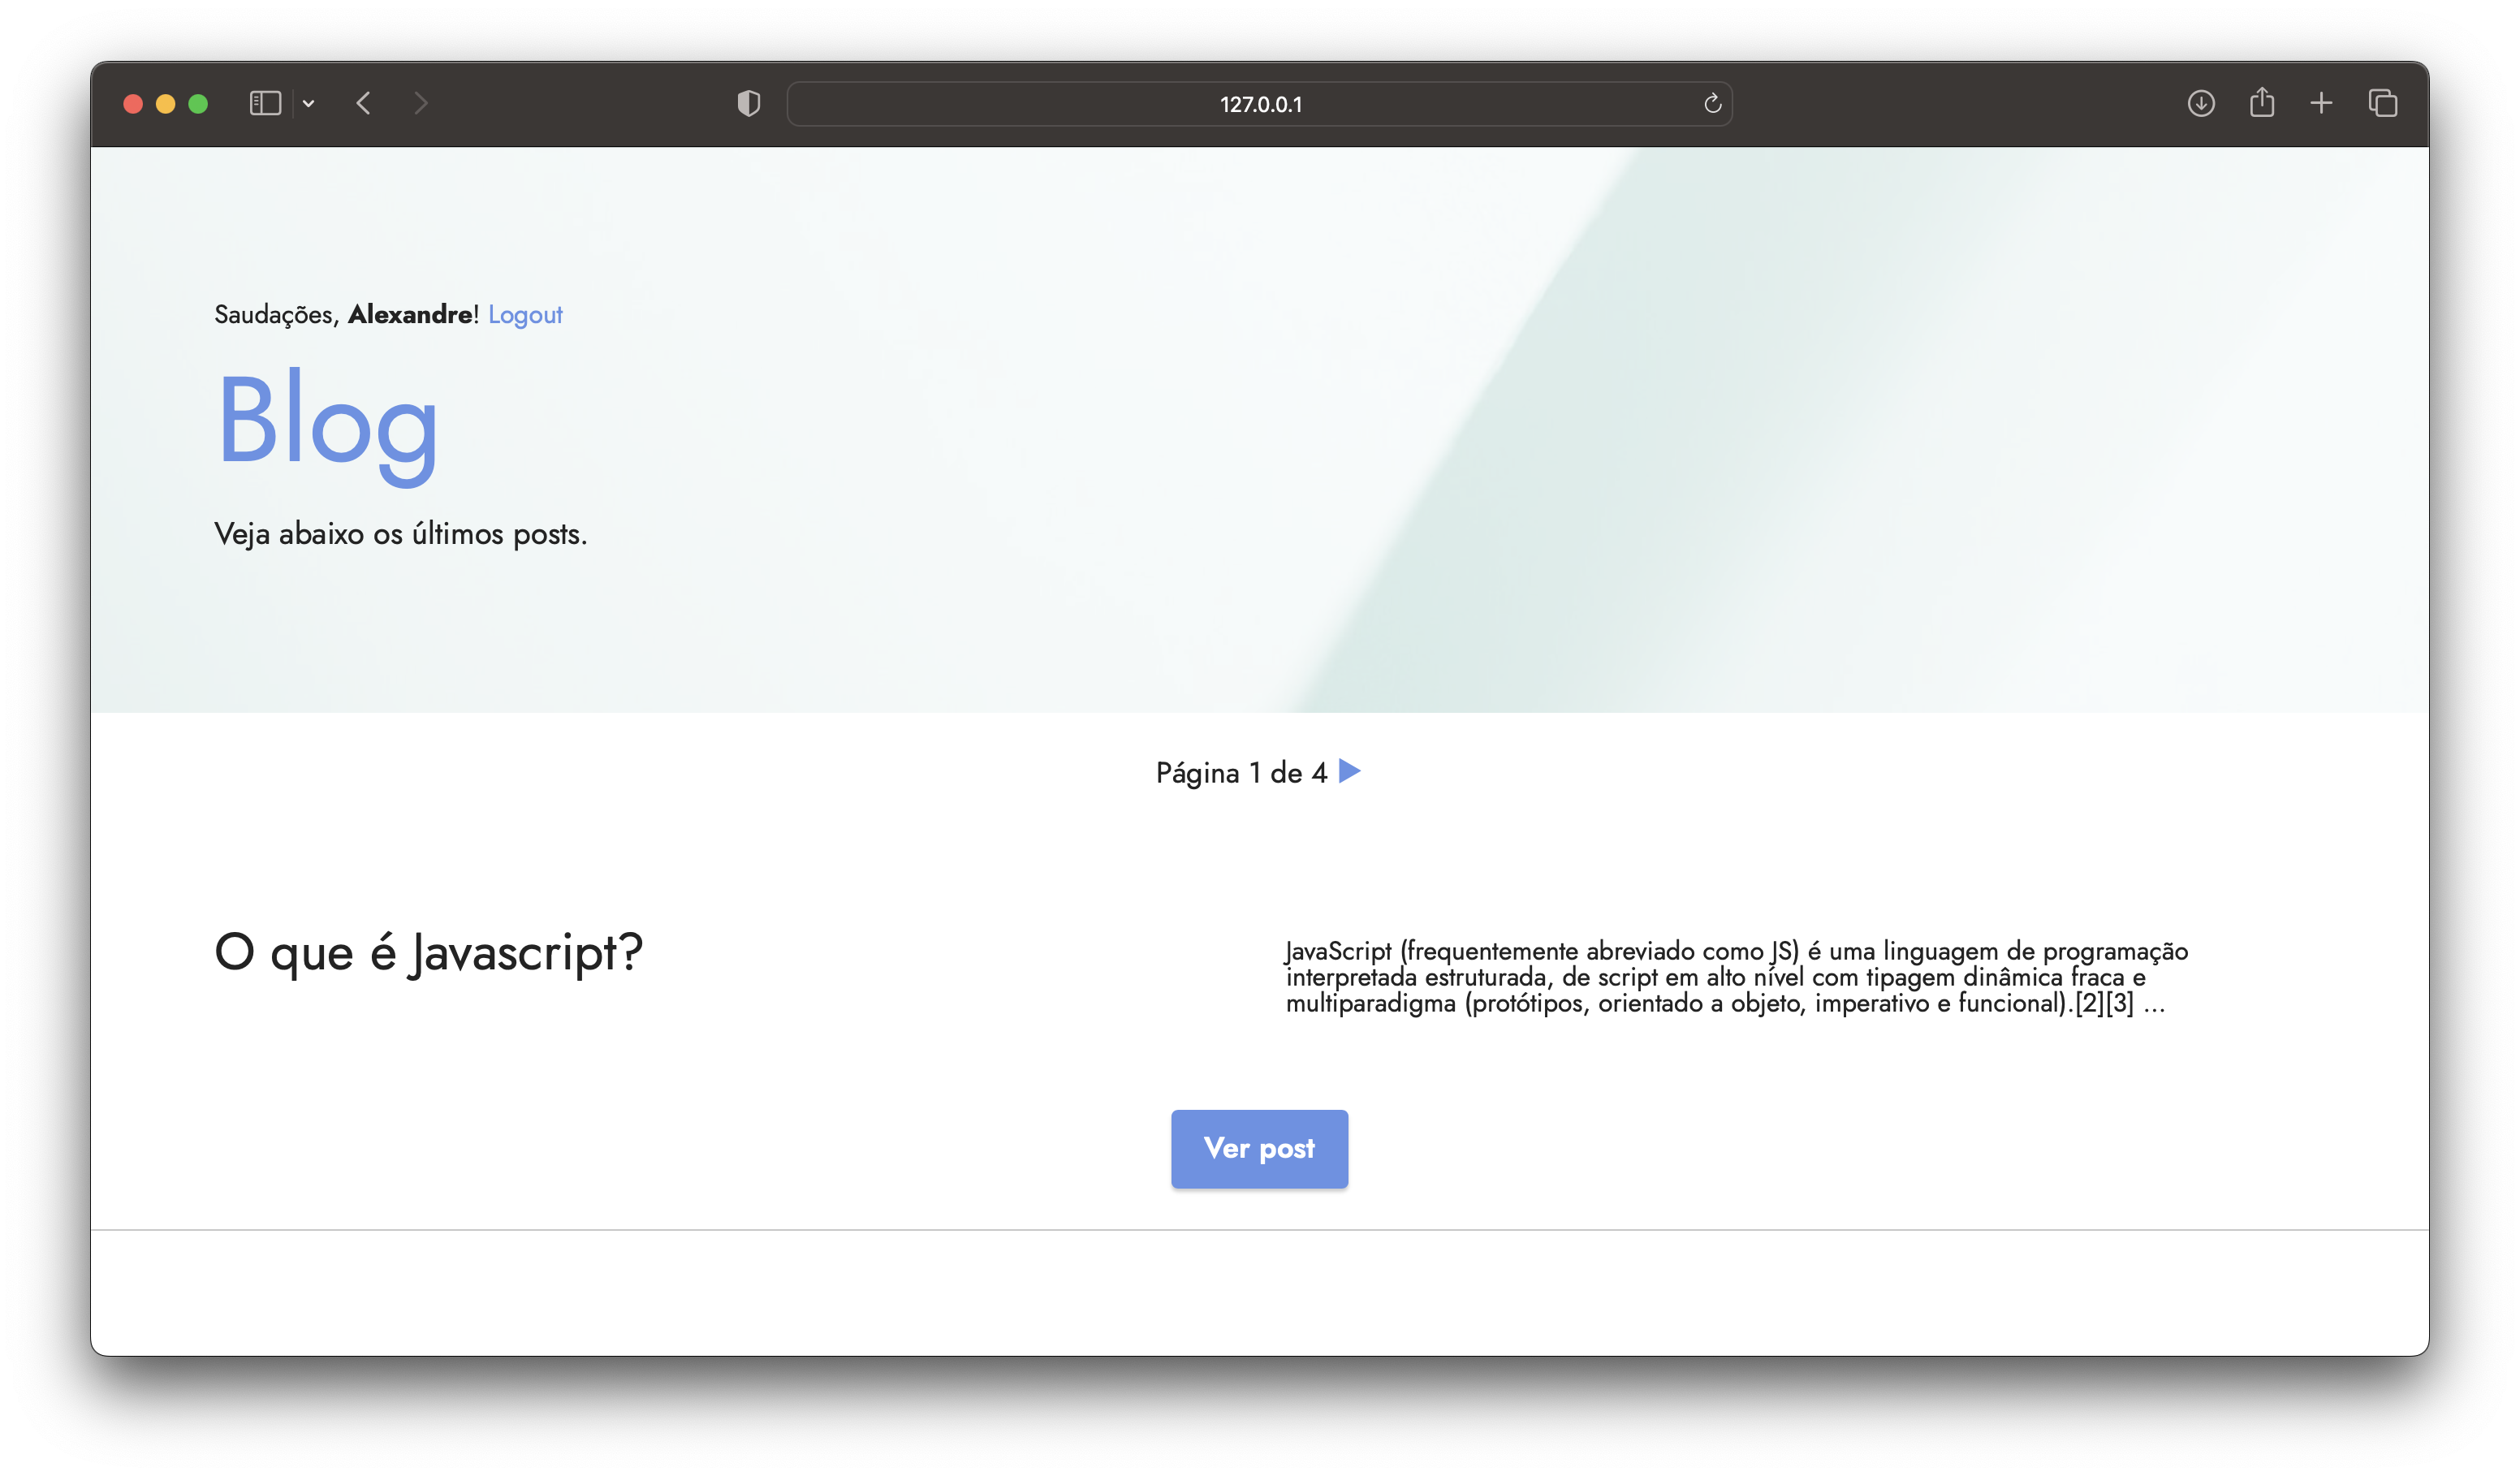 127.0.0.1
Saudações, Alexandre! Logout
Blog
Veja abaixo os últimos posts.
Página 1 de 4
O que é Javascript?
JavaScript (frequentemente abreviado como JS) é uma linguagem de programação
interpretada estruturada, de script em alto nível com tipagem dinâmica fraca e
multiparadigma (protótipos, orientado a objeto, imperativo e funcional).[2][3] ...
Ver post